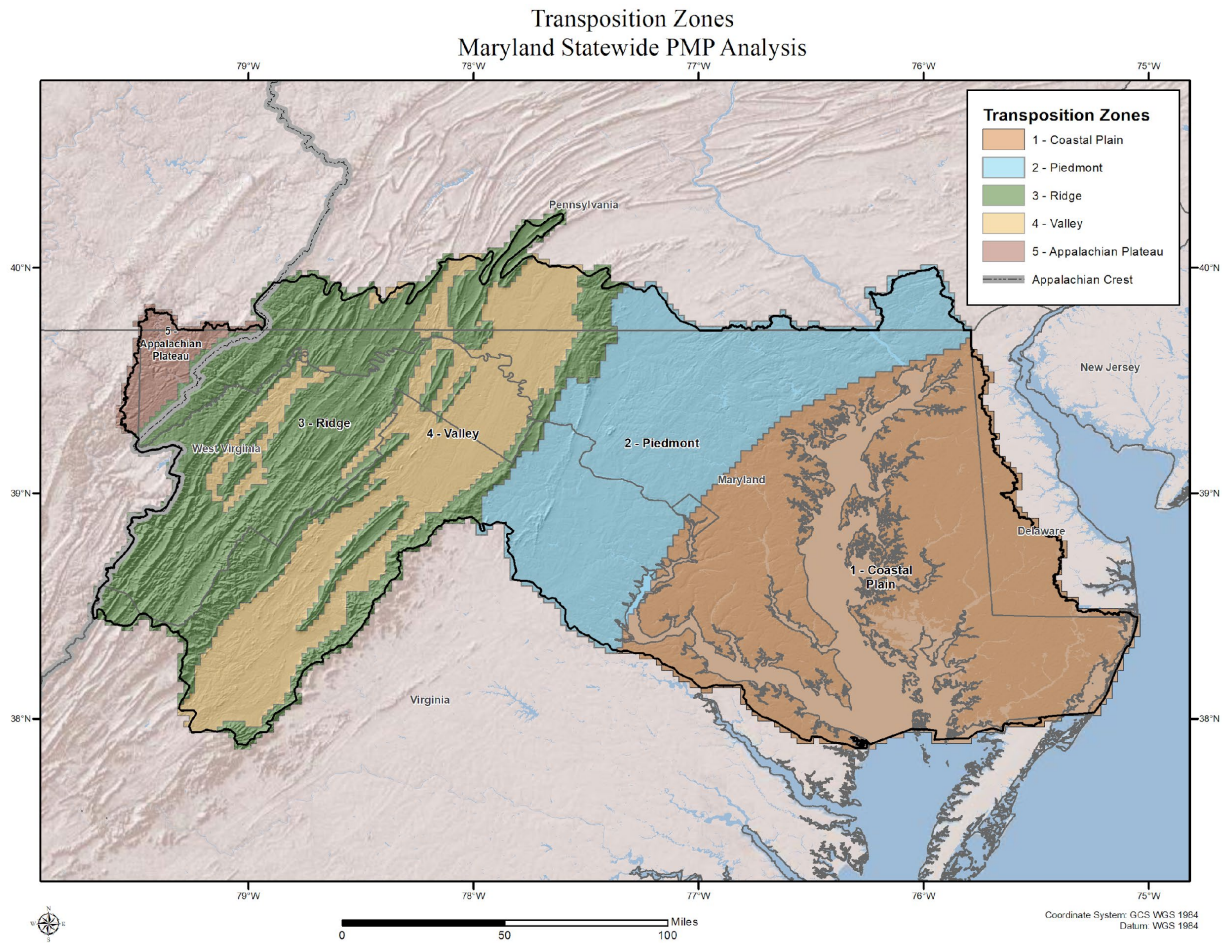 Transposition Zones
Maryland Statewide PMP Analysis
79°W
78°W
77°W
76°W
75°W
Transposition Zones
1 - Coastal Plain
2 - Piedmont
3 - Ridge
4 - Valley
5 - Appalachian Plateau
Appalachian Crest
Pennsylvania
40°N
40°N
5 -
Appalachian
Plateau
New Jersey
3 - Ridge
4 - Valley
2 - Piedmont
West Virginia
Maryland
39°N
39°N
Delaware
1 - Coastal
Plain
Virginia
38°N
38°N
79°W
78°W
77°W
76°W
75°W
N
W
E
S
Miles
0
50
100
Coordinate System: GCS WGS 1984
Datum: WGS 1984